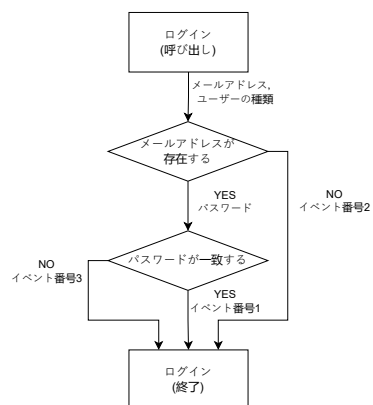 ログイン
(呼び出し)
メールアドレス,
ユーザーの種類
メールアドレスが
存在する
YES
パスワード
NO
イベント番号2
パスワードが一致する
NO
イベント番号3
YES
イベント番号1
ログイン
(終了)